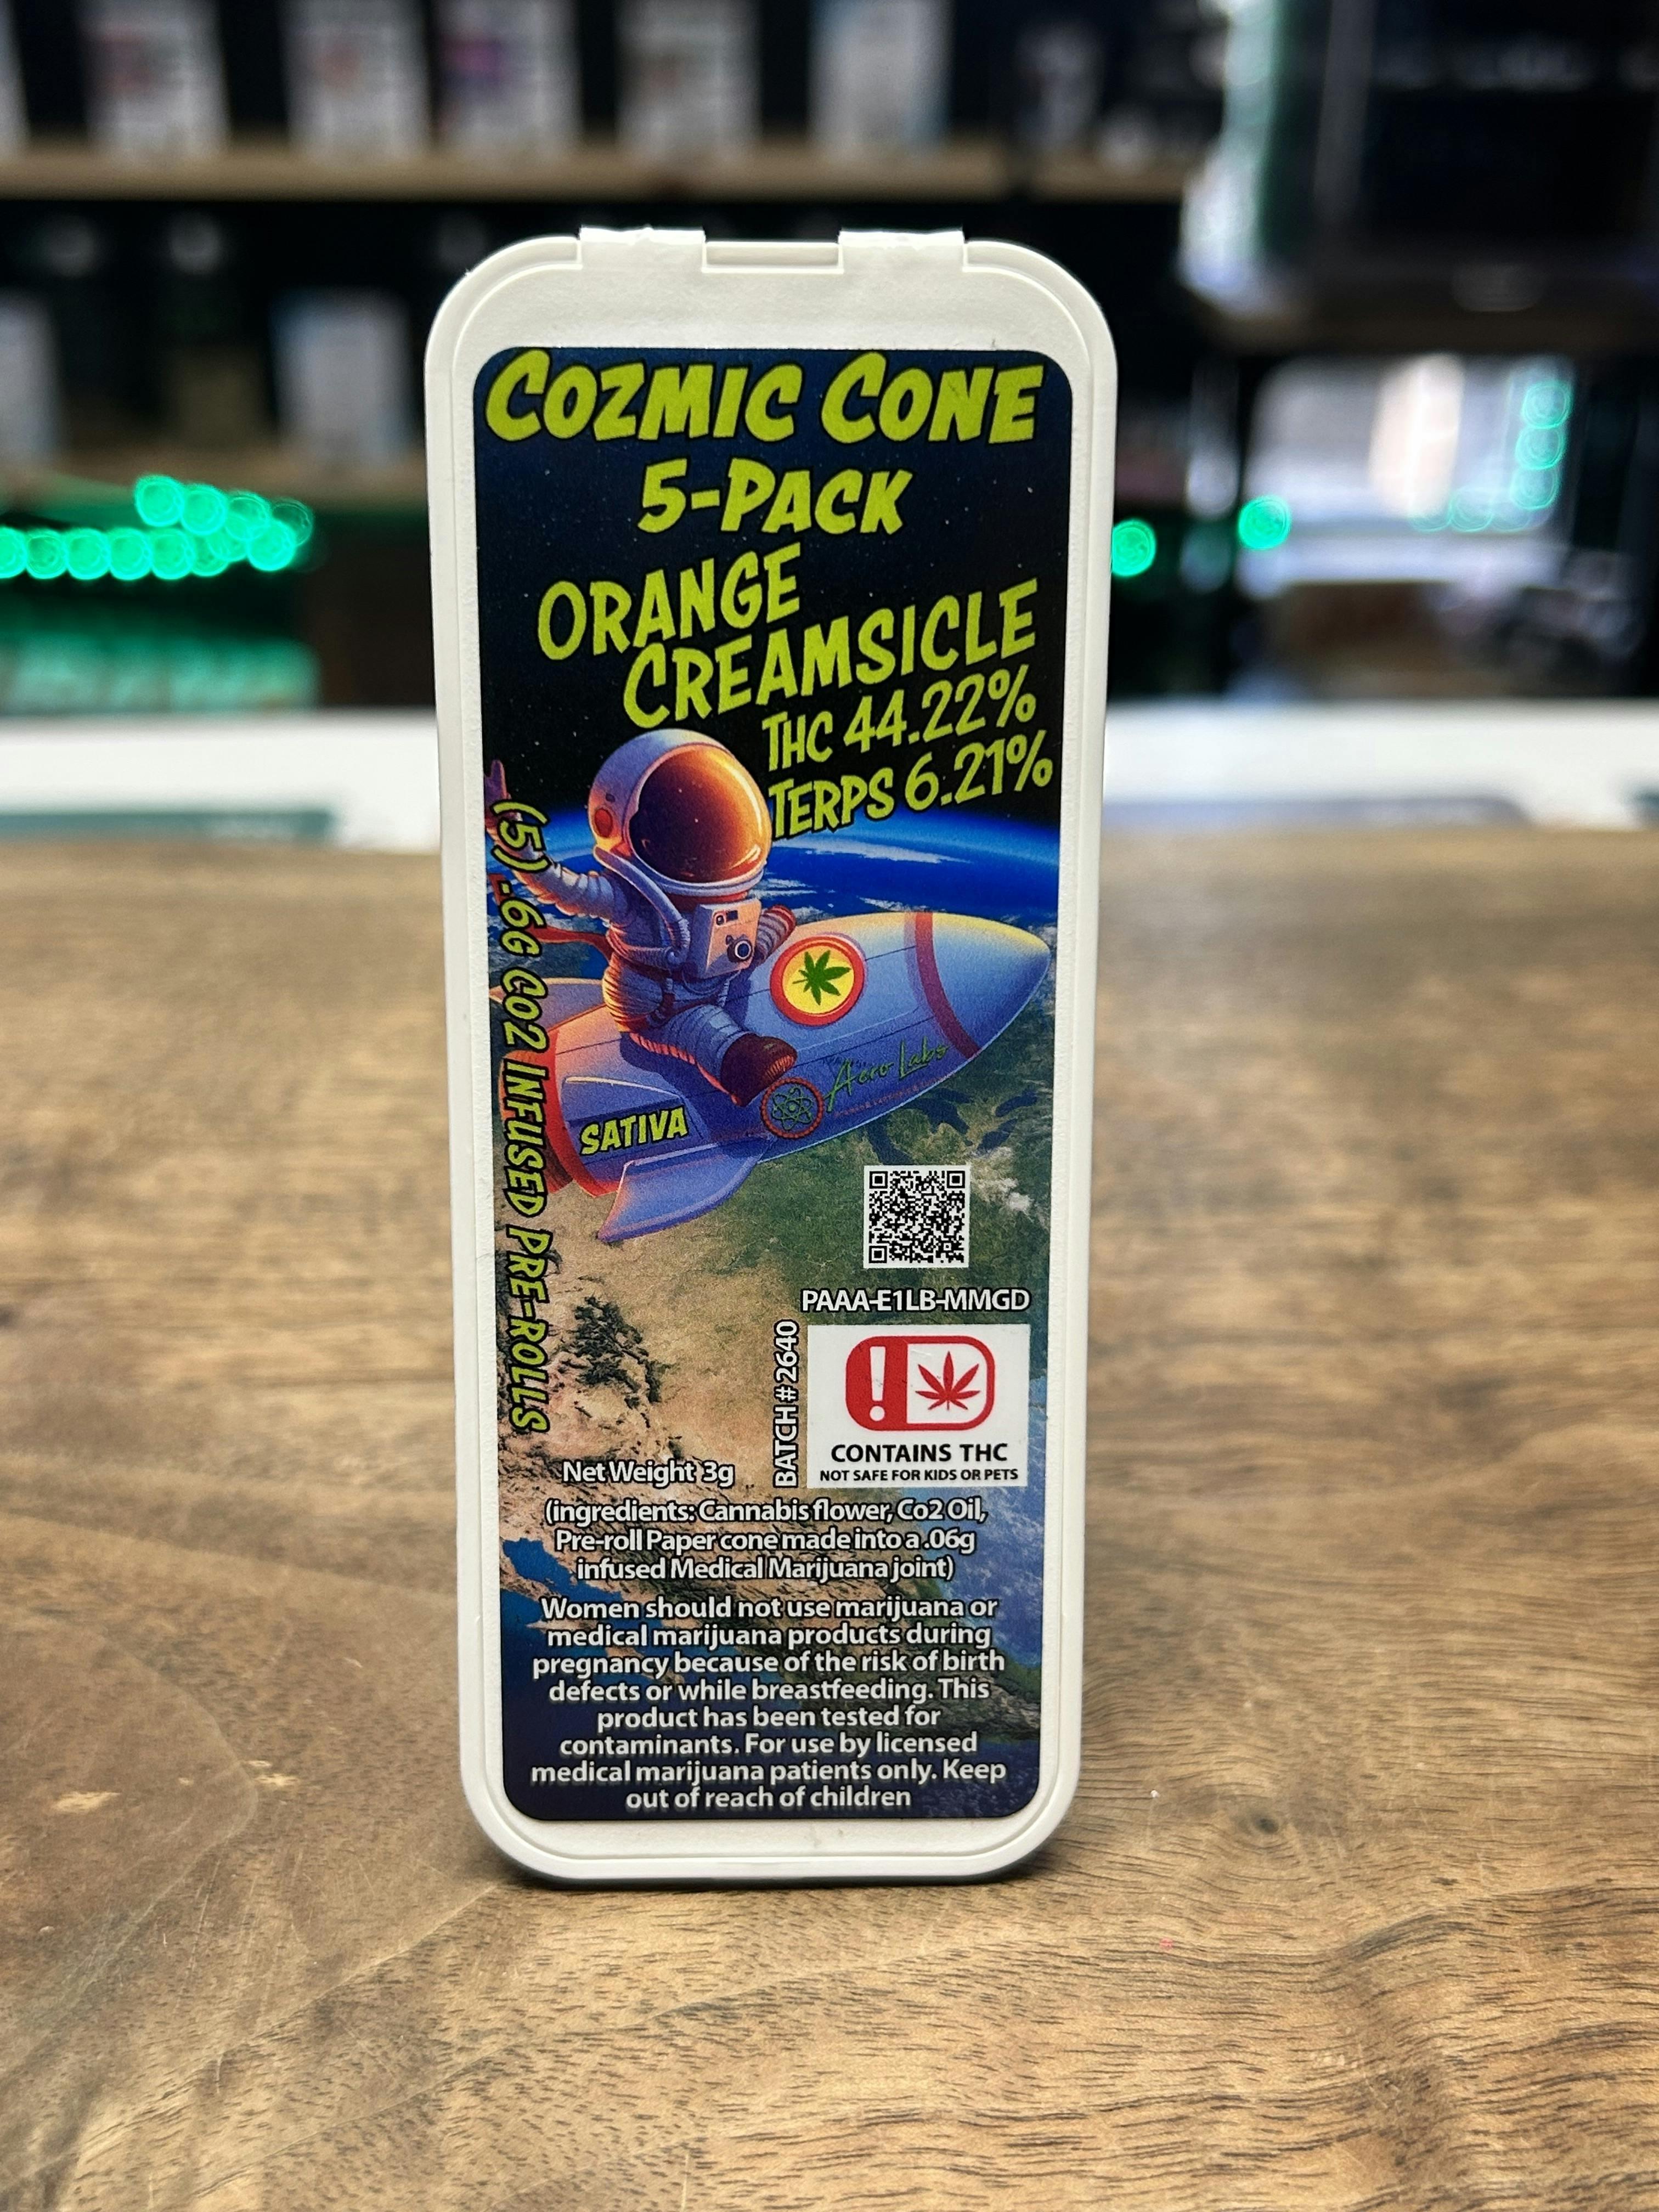 COZMIC CONE
5-PACK
ORANGE
CREAMSICLE
THC 44.22%
TERPS 6.21%
(5) .6G CO2 INFUSED PRE-ROLLS
Aero Labs
SATIVA
PAAA-E1LB-MMGD
BATCH # 2640
!
CONTAINS THC
NOT SAFE FOR KIDS OR PETS
Net Weight 3g
(ingredients: Cannabis flower, Co2 Oil,
Pre-roll Paper cone made into a .06g
infused Medical Marijuana joint)
Women should not use marijuana or
medical marijuana products during
pregnancy because of the risk of birth
defects or while breastfeeding. This
product has been tested for
contaminants. For use by licensed
medical marijuana patients only. Keep
out of reach of children